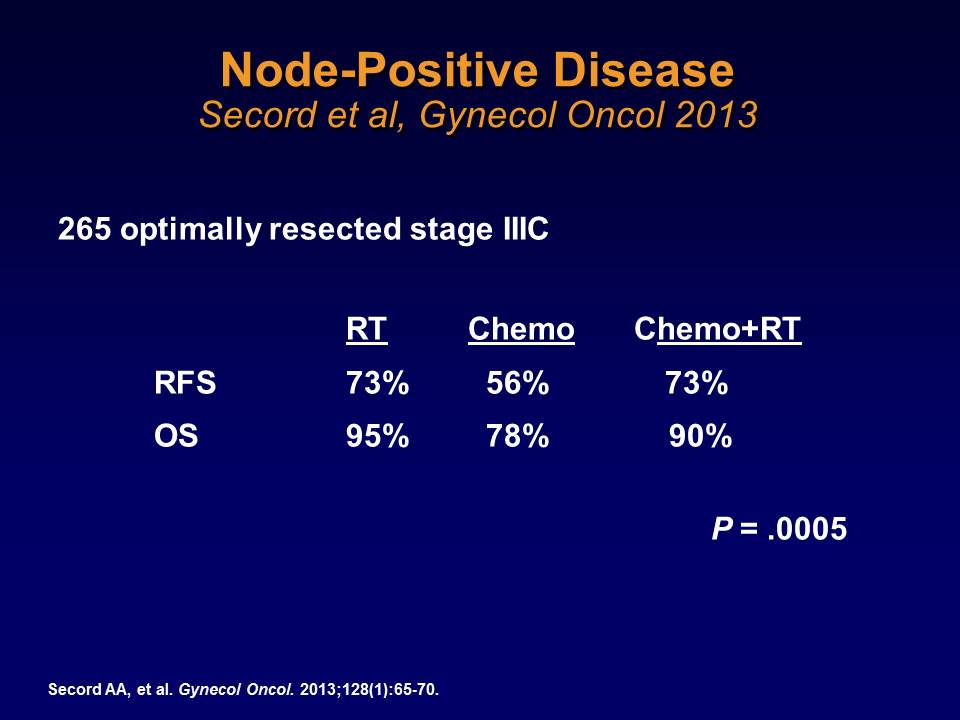 Node-Positive Disease
Secord et al, Gynecol Oncol 2013
265 optimally resected stage IIIC
RT Chemo Chemo+RT
RFS 73% 56% 73%
OS 95% 78% 90%
P = .0005
Secord AA, et al. Gynecol Oncol. 2013;128(1):65-70.